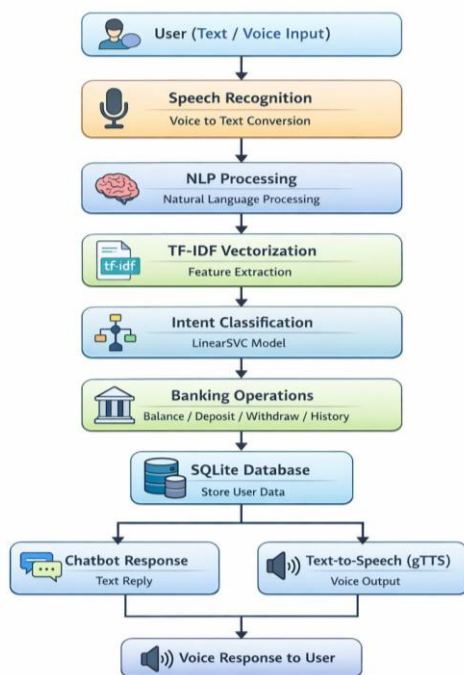 User (Text / Voice Input)
Speech Recognition
Voice to Text Conversion
NLP Processing
Natural Language Processing
tf-idf
TF-IDF Vectorization
Feature Extraction
Intent Classification
LinearSVC Model
Banking Operations
Balance / Deposit / Withdraw / History
SQLite Database
Store User Data
Chatbot Response
Text Reply
Text-to-Speech (gTTS)
Voice Output
Voice Response to User